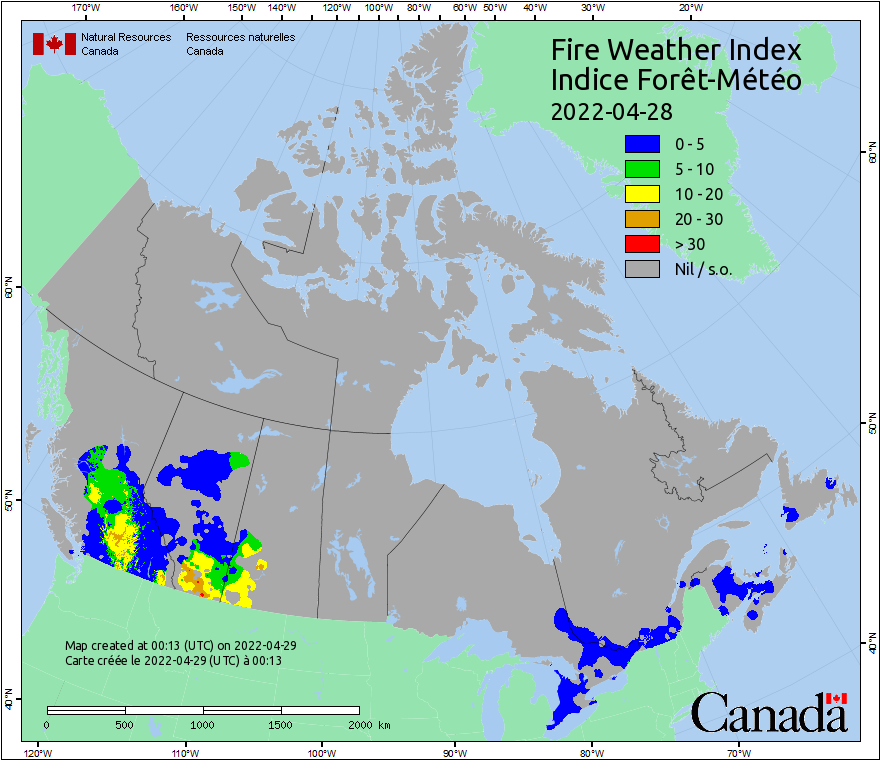 170°W 160°W 150°W 140°W 120°W 100°W 80°W 60°W 50°W 40°W 30°W 20°W
Natural Resources Ressources naturelles
Canada Canada
Fire Weather Index
Indice Forêt-Météo
2022-04-28
0 - 5
5 - 10
10 - 20
20 - 30
> 30
Nil / s.o.
60°N
60°N
50°N
50°N
40°N
40°N
Map created at 00:13 (UTC) on 2022-04-29
Carte créée le 2022-04-29 (UTC) à 00:13
0 500 1000 1500 2000 km
Canada
120°W 110°W 100°W 90°W 80°W 70°W